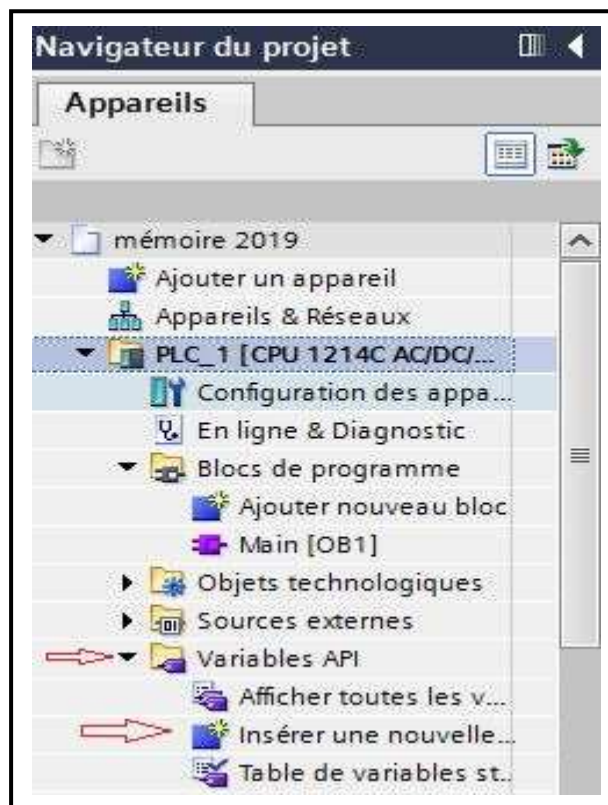 Navigateur du projet
Appareils
mémoire 2019
Ajouter un appareil
Appareils & Réseaux
PLC_1 [CPU 1214C AC/DC/...
Configuration des appa...
En ligne & Diagnostic
Blocs de programme
Ajouter nouveau bloc
Main [OB1]
Objets technologiques
Sources externes
Variables API
Afficher toutes les v...
Insérer une nouvelle...
Table de variables st..